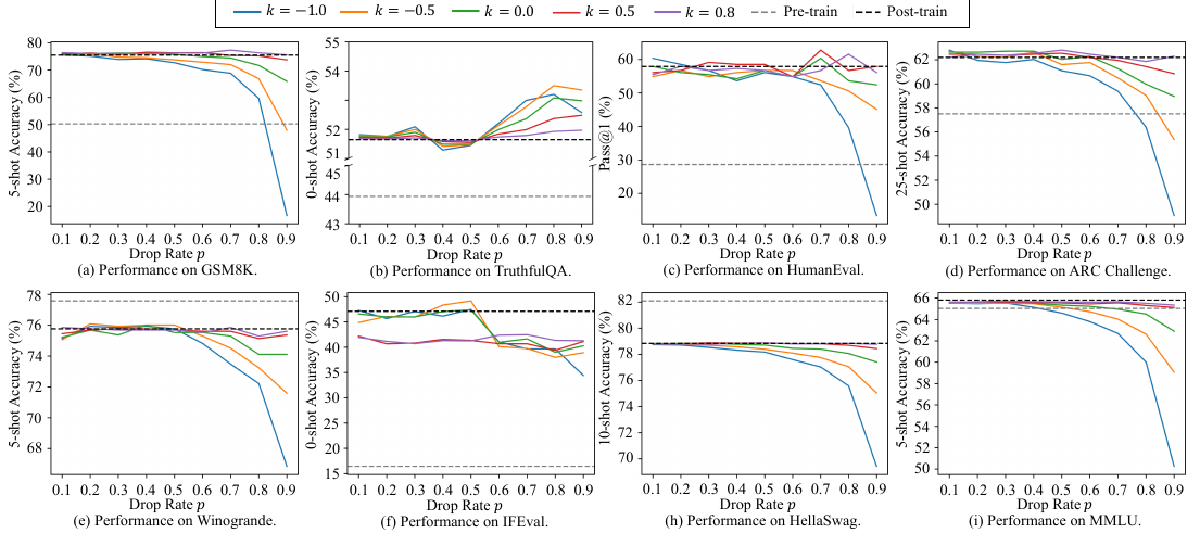 k = −1.0 k = −0.5 k = 0.0 k = 0.5 k = 0.8 Pre-train Post-train
5-shot Accuracy (%)
80
70
60
50
40
30
20
0.1 0.2 0.3 0.4 0.5 0.6 0.7 0.8 0.9
Drop Rate p
(a) Performance on GSM8K.
0-shot Accuracy (%)
55
54
52
51
45
44
43
0.1 0.2 0.3 0.4 0.5 0.6 0.7 0.8 0.9
Drop Rate p
(b) Performance on TruthfulQA.
Pass@1 (%)
60
50
40
30
20
0.1 0.2 0.3 0.4 0.5 0.6 0.7 0.8 0.9
Drop Rate p
(c) Performance on HumanEval.
25-shot Accuracy (%)
62
60
58
56
54
52
50
0.1 0.2 0.3 0.4 0.5 0.6 0.7 0.8 0.9
Drop Rate p
(d) Performance on ARC Challenge.
5-shot Accuracy (%)
78
76
74
72
70
68
0.1 0.2 0.3 0.4 0.5 0.6 0.7 0.8 0.9
Drop Rate p
(e) Performance on Winogrande.
0-shot Accuracy (%)
50
45
40
35
30
25
20
15
0.1 0.2 0.3 0.4 0.5 0.6 0.7 0.8 0.9
Drop Rate p
(f) Performance on IFEval.
10-shot Accuracy (%)
82
80
78
76
74
72
70
0.1 0.2 0.3 0.4 0.5 0.6 0.7 0.8 0.9
Drop Rate p
(h) Performance on HellaSwag.
5-shot Accuracy (%)
66
64
62
60
58
56
54
52
50
0.1 0.2 0.3 0.4 0.5 0.6 0.7 0.8 0.9
Drop Rate p
(i) Performance on MMLU.